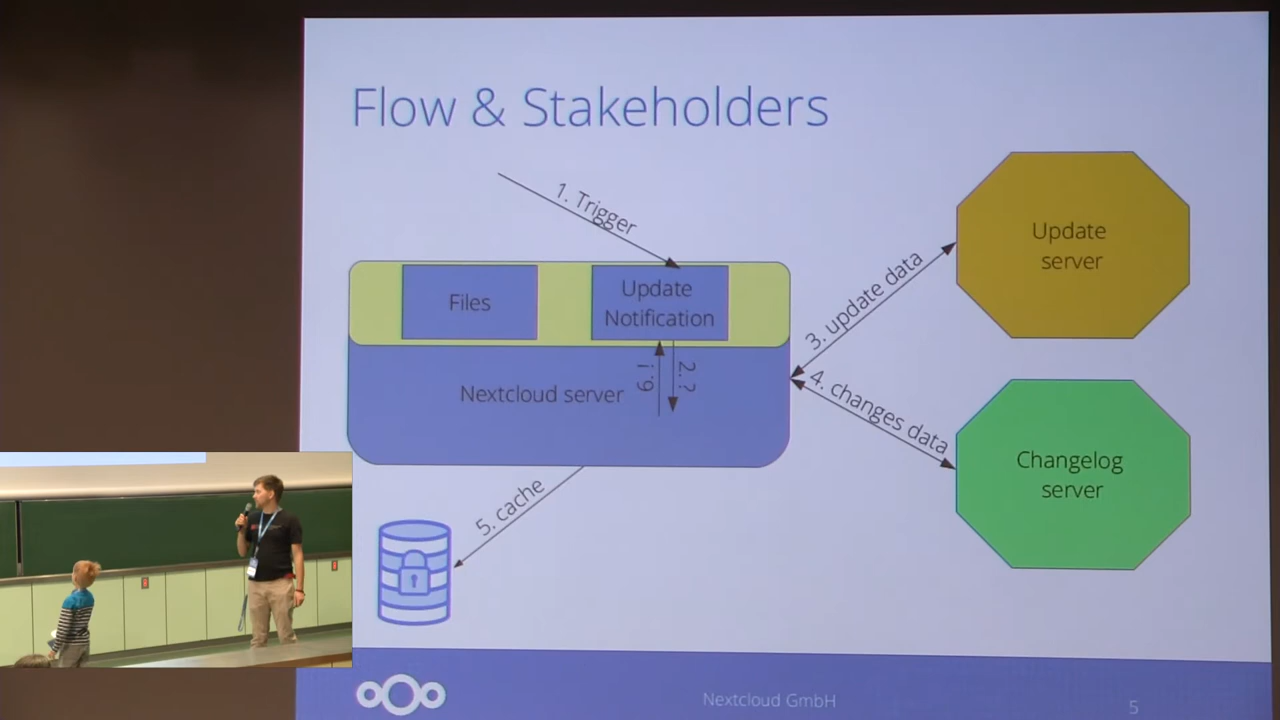 Flow & Stakeholders
1. Trigger
Files
Update
Notification
Nextcloud server
2. ?
6. ¡
3. update data
4. changes data
Update
server
Changelog
server
5. cache
Nextcloud GmbH
5